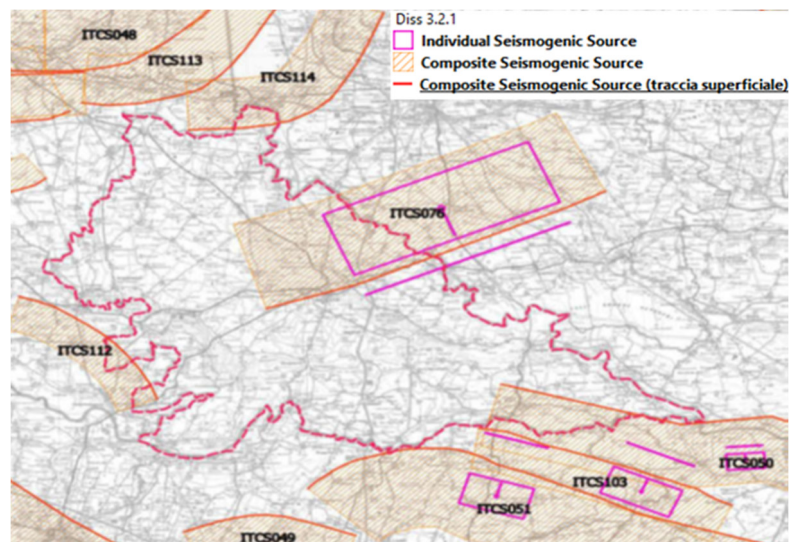 Diss 3.2.1
Individual Seismogenic Source
Composite Seismogenic Source
Composite Seismogenic Source (traccia superficiale)
ITCS048
ITCS113
ITCS114
ITCS076
ITCS112
ITCS050
ITCS103
ITCS051
ITCS049